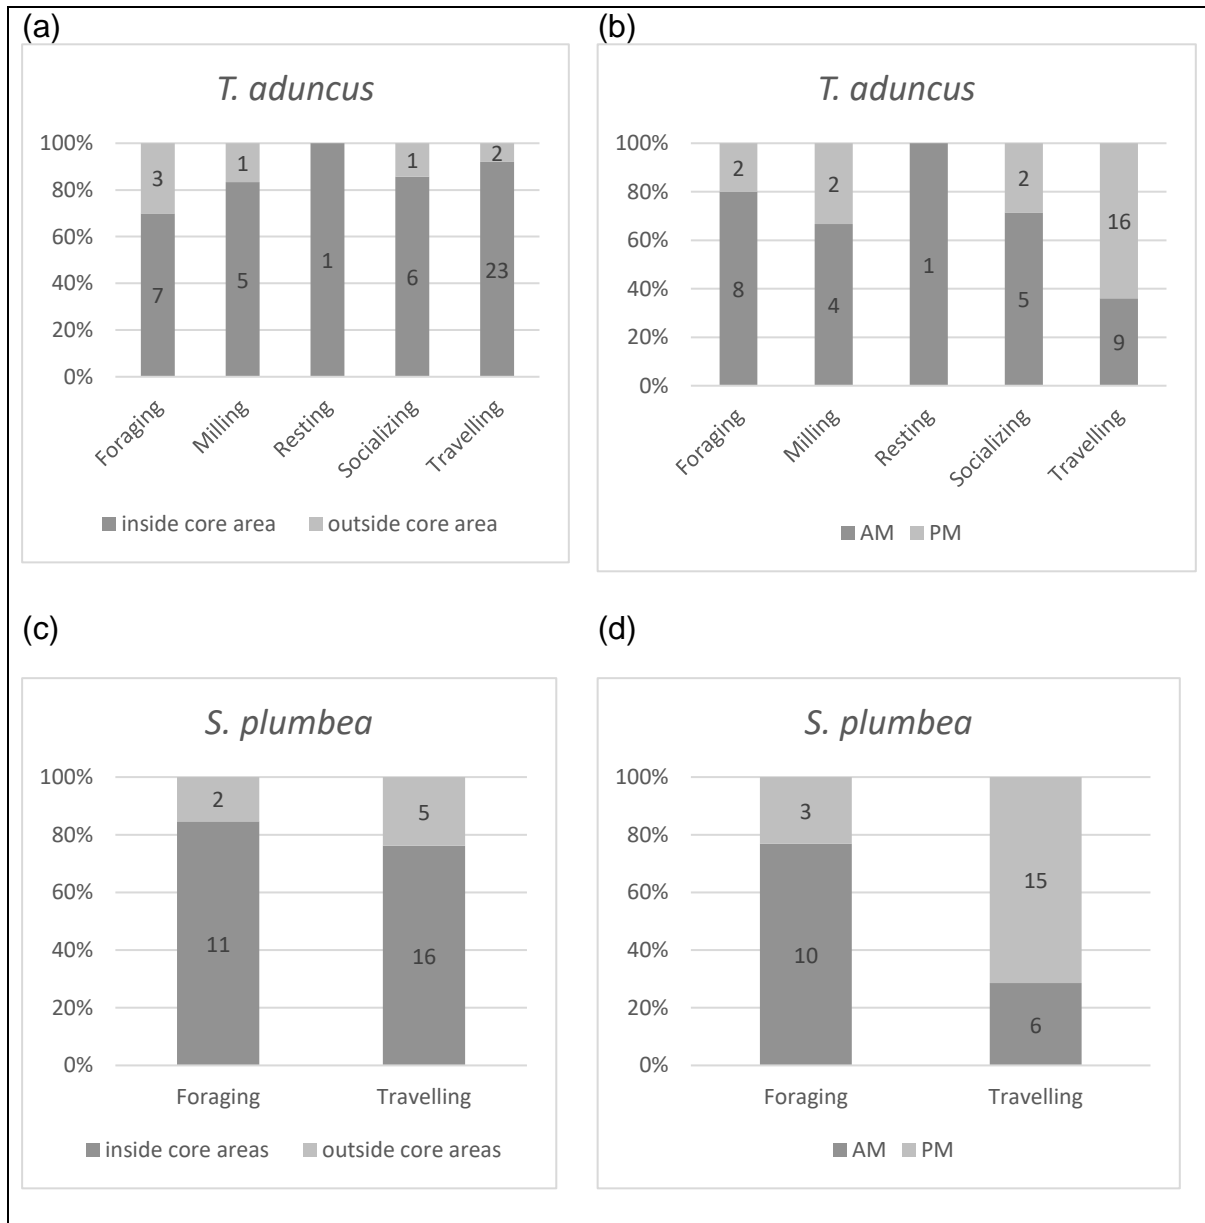 (a)
T. aduncus
100%
80%
60%
40%
20%
0%
3
1
1
2
7
5
1
6
23
Foraging
Milling
Resting
Socializing
Travelling
inside core area outside core area
(b)
T. aduncus
100%
80%
60%
40%
20%
0%
2
2
2
16
8
4
1
5
9
Foraging
Milling
Resting
Socializing
Travelling
AM PM
(c)
S. plumbea
100%
80%
60%
40%
20%
0%
2
5
11
16
Foraging Travelling
inside core areas outside core areas
(d)
S. plumbea
100%
80%
60%
40%
20%
0%
3
15
10
6
Foraging Travelling
AM PM